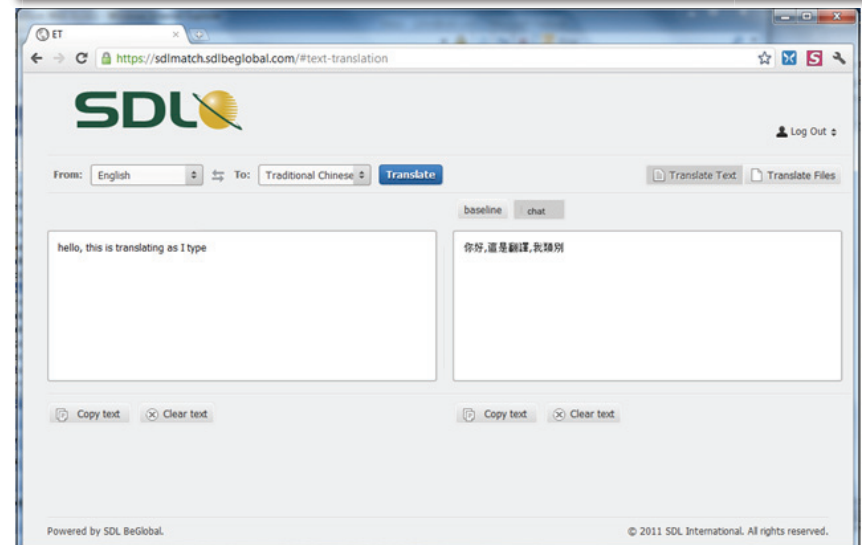 ET
https://sdlmatch.sdlbeglobal.com/#text-translation
SDL
Log Out
From: English To: Traditional Chinese Translate Translate Text Translate Files
baseline chat
hello, this is translating as I type
你好,這是翻譯,我類別
Copy text Clear text Copy text Clear text
Powered by SDL BeGlobal. © 2011 SDL International. All rights reserved.